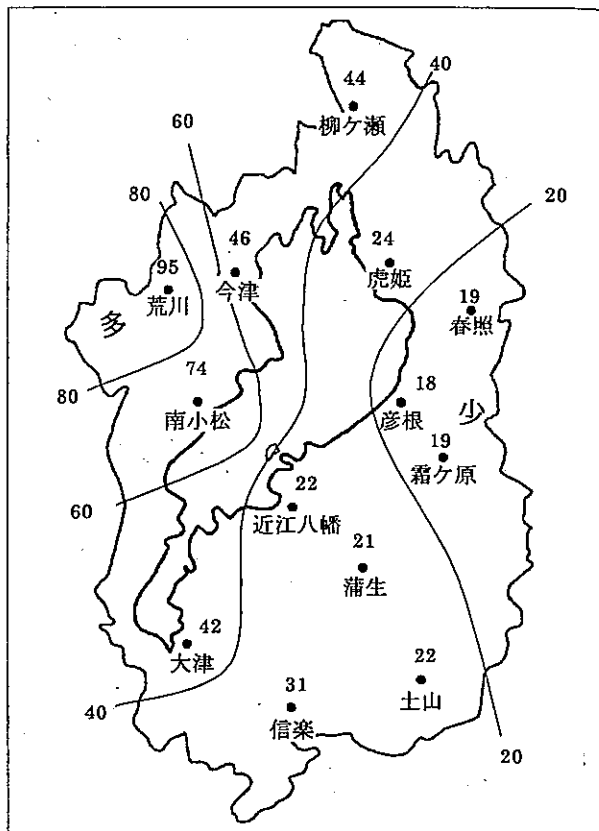 44
柳ケ瀬
40
60
80
20
46
今津
24
虎姫
95
荒川
多
19
春照
74
南小松
80
18
彦根
小
19
霜ケ原
60
22
近江八幡
21
蒲生
42
大津
22
土山
31
信楽
40
20